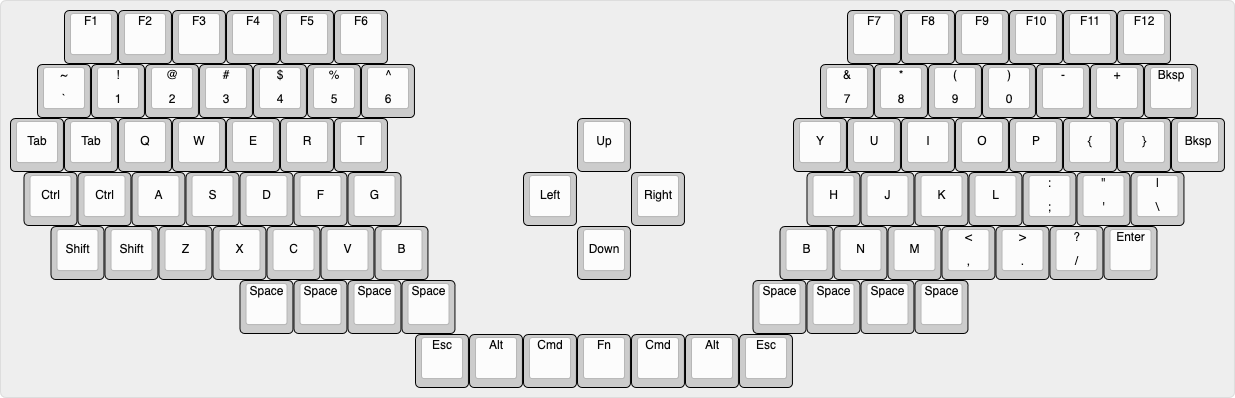 F1 F2 F3 F4 F5 F6 F7 F8 F9 F10 F11 F12
~ ! @ # $ % ^ & * ( ) - + Bksp
` 1 2 3 4 5 6 7 8 9 0
Tab Tab Q W E R T Up Y U I O P { } Bksp
Ctrl Ctrl A S D F G Left Right H J K L : " |
; ' \
Shift Shift Z X C V B Down B N M < > ? Enter
, . /
Space Space Space Space Space Space Space Space
Esc Alt Cmd Fn Cmd Alt Esc